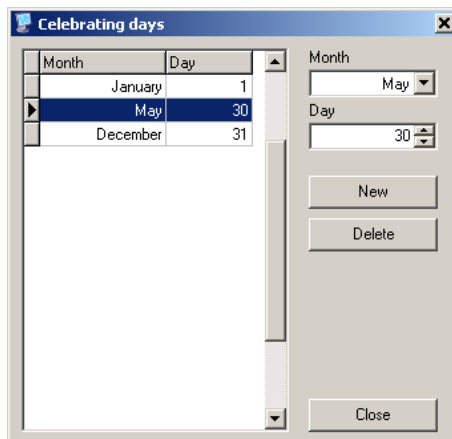 Celebrating days
Month Day
January 1
May 30
December 31
Month
May
Day
30
New
Delete
Close